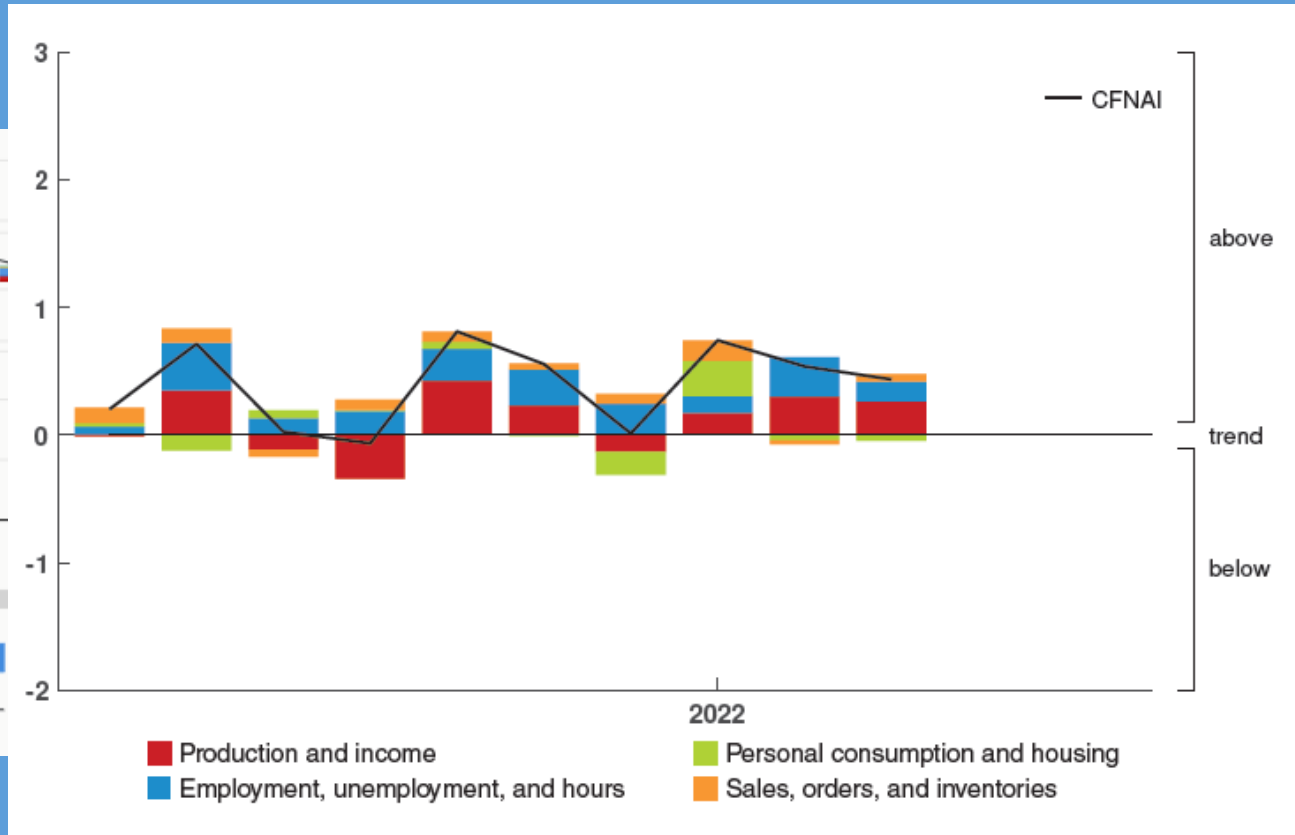 3
CFNAI
2
above
1
0
trend
-1
below
-2
2022
Production and income
Personal consumption and housing
Employment, unemployment, and hours
Sales, orders, and inventories